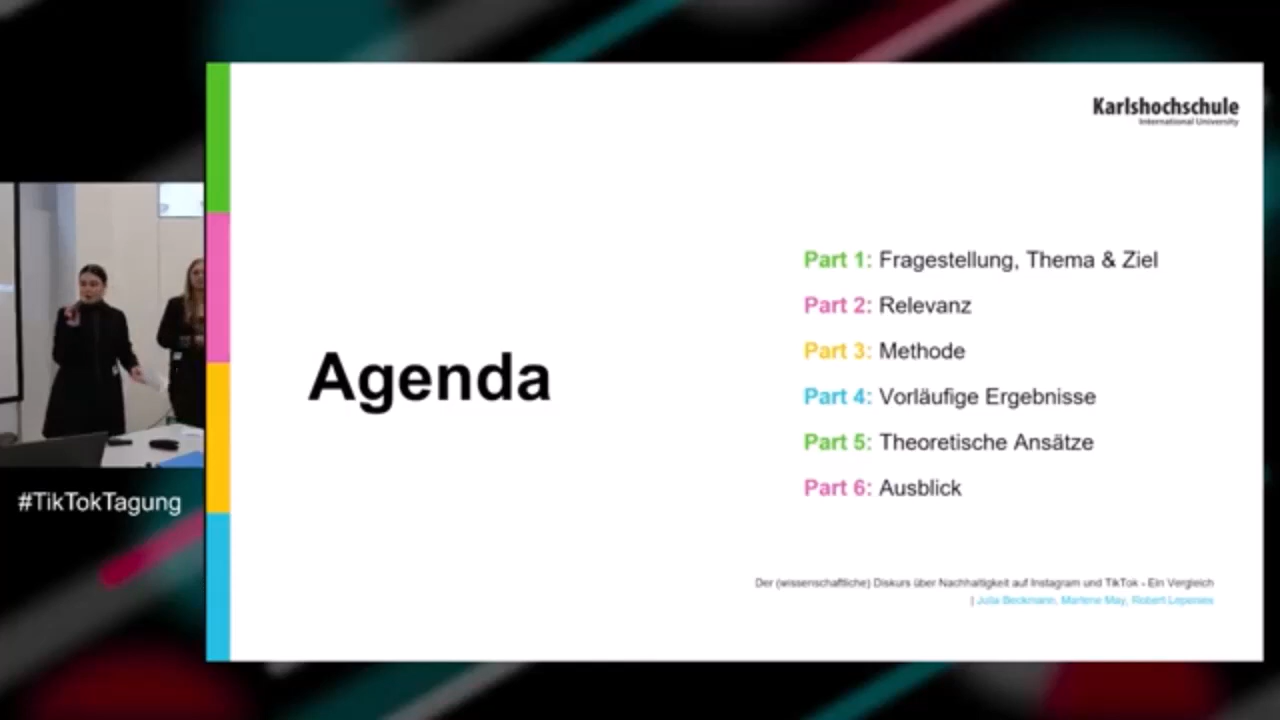 Karlshochschule
International University
Agenda
Part 1: Fragestellung, Thema & Ziel
Part 2: Relevanz
Part 3: Methode
Part 4: Vorläufige Ergebnisse
Part 5: Theoretische Ansätze
Part 6: Ausblick
#TikTokTagung
Der (wissenschaftliche) Diskurs über Nachhaltigkeit auf Instagram und TikTok - Ein Vergleich
| Julia Beckmann, Marlene May, Robert Lepenies